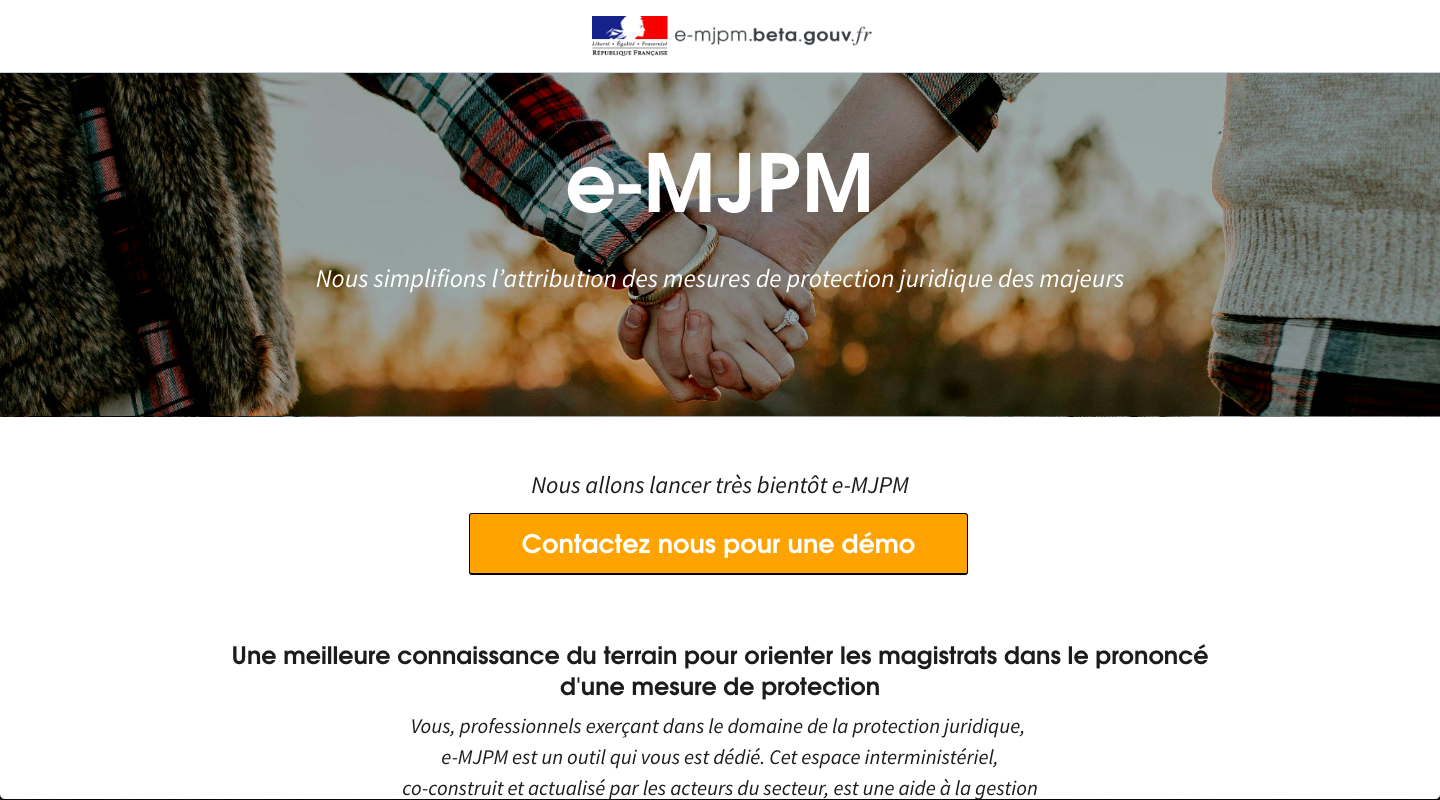 Liberté • Égalité • Fraternité
RÉPUBLIQUE FRANÇAISE
e-mjpm.beta.gouv.fr
e-MJPM
Nous simplifions l’attribution des mesures de protection juridique des majeurs
Nous allons lancer très bientôt e-MJPM
Contactez nous pour une démo
Une meilleure connaissance du terrain pour orienter les magistrats dans le prononcé
d'une mesure de protection
Vous, professionnels exerçant dans le domaine de la protection juridique,
e-MJPM est un outil qui vous est dédié. Cet espace interministériel,
co-construit et actualisé par les acteurs du secteur, est une aide à la gestion